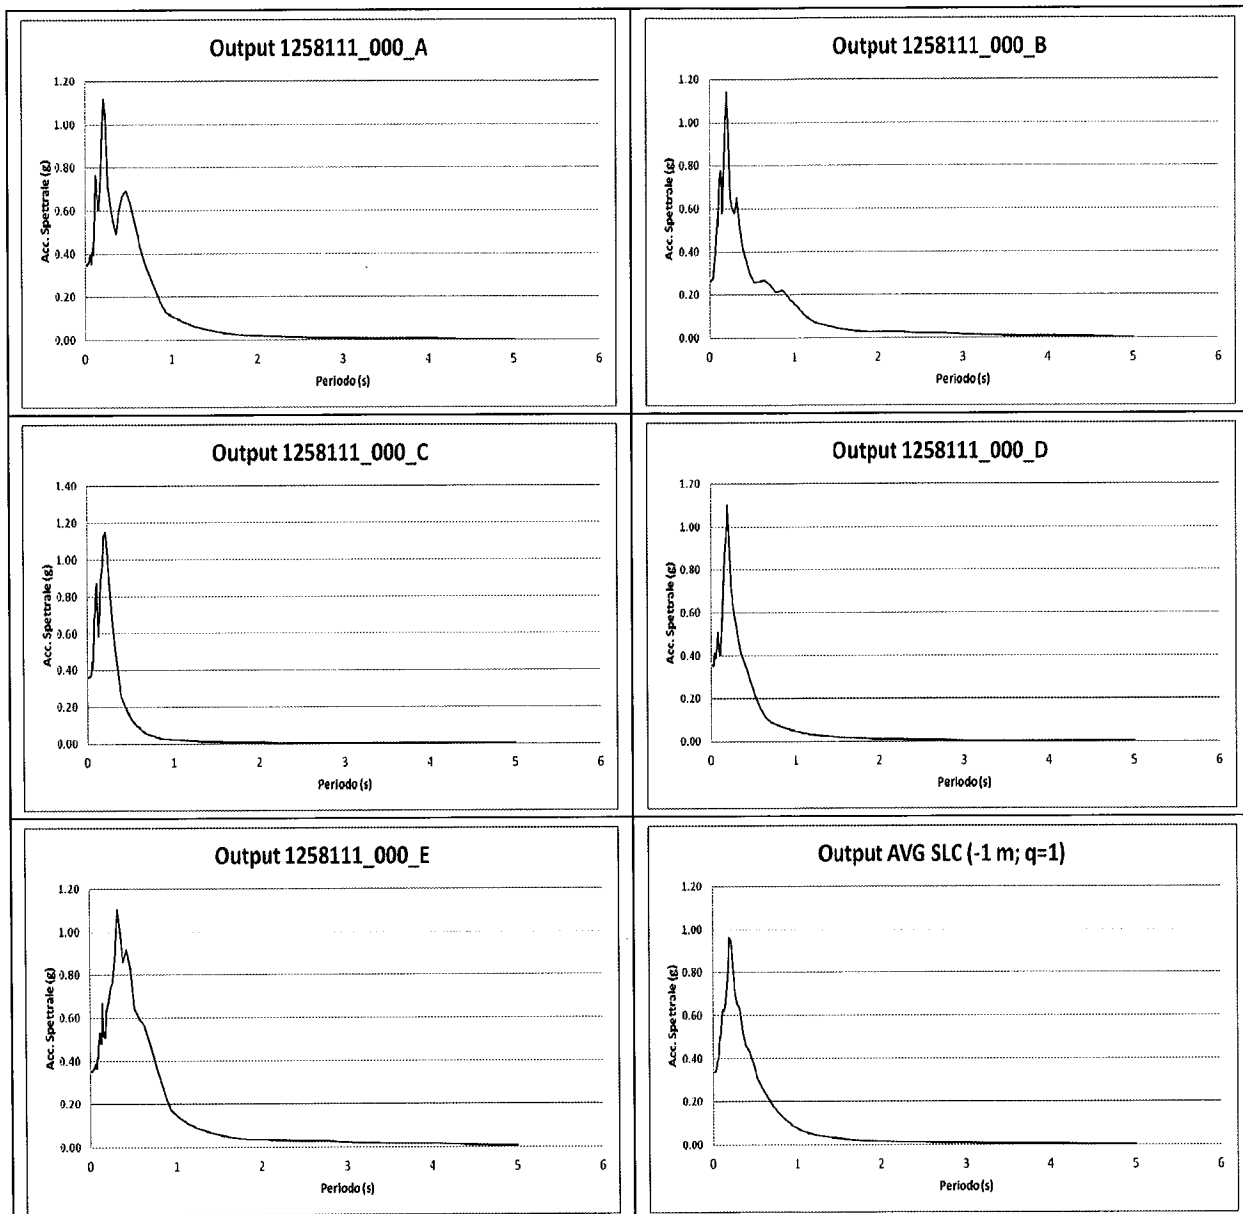 Output 1258111_000_A
1.20
1.00
0.80
0.60
0.40
0.20
0.00
Acc. Spettrale (g)
0 1 2 3 4 5 6
Periodo (s)
Output 1258111_000_B
1.20
1.00
0.80
0.60
0.40
0.20
0.00
Acc. Spettrale (g)
0 1 2 3 4 5 6
Periodo (s)
Output 1258111_000_C
1.40
1.20
1.00
0.80
0.60
0.40
0.20
0.00
Acc. Spettrale (g)
0 1 2 3 4 5 6
Periodo (s)
Output 1258111_000_D
1.20
1.00
0.80
0.60
0.40
0.20
0.00
Acc. Spettrale (g)
0 1 2 3 4 5 6
Periodo (s)
Output 1258111_000_E
1.20
1.00
0.80
0.60
0.40
0.20
0.00
Acc. Spettrale (g)
0 1 2 3 4 5 6
Periodo (s)
Output AVG SLC (-1 m; q=1)
1.20
1.00
0.80
0.60
0.40
0.20
0.00
Acc. Spettrale (g)
0 1 2 3 4 5 6
Periodo (s)